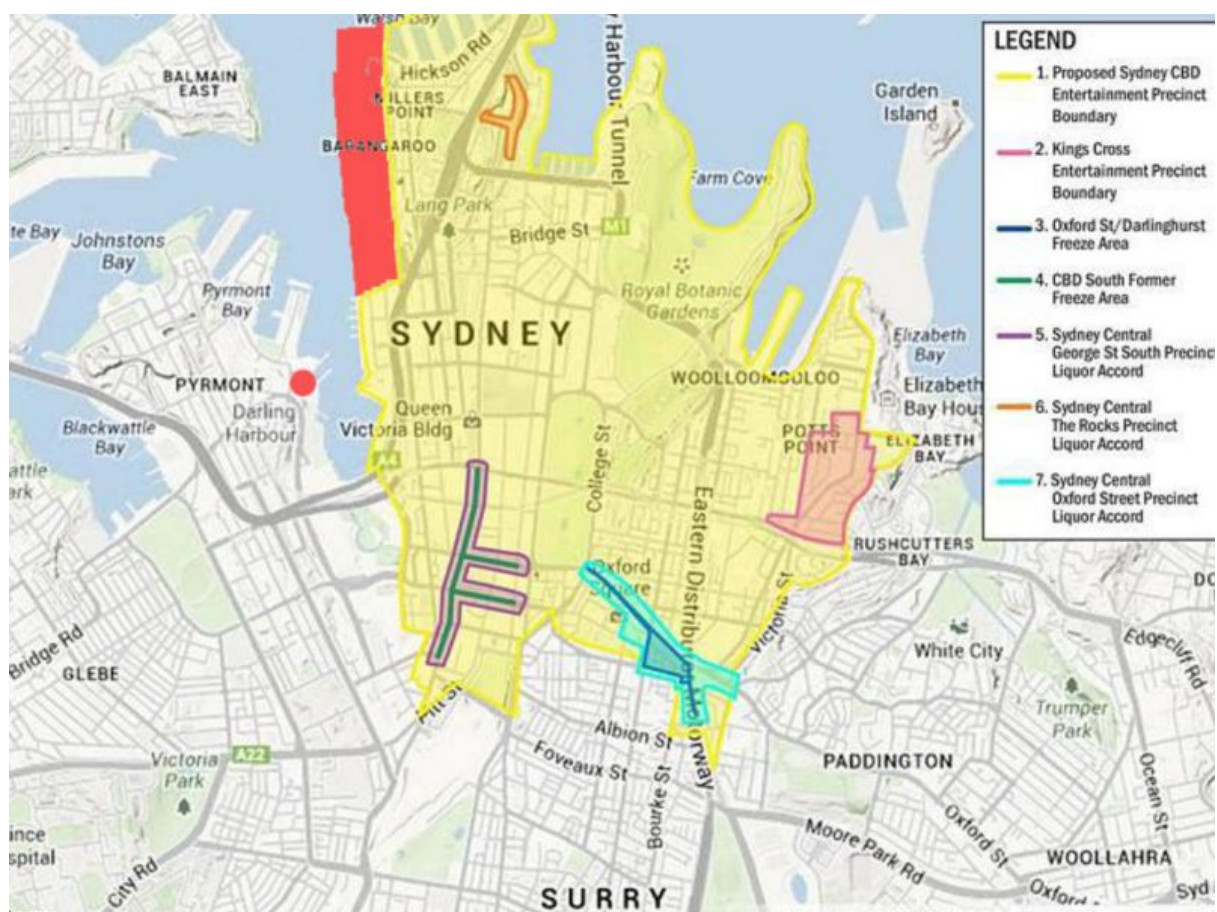 Walsh Bay
Hickson Rd
BALMAIN
EAST
MILLERS
POINT
BARANGAROO
Harbour Tunnel
Garden
Island
Farm Cove
Lang Park
Bridge St
M1
Johnstons
Bay
Pyrmont
Bay
Royal Botanic
Gardens
SYDNEY
Elizabeth
Bay
WOOLLOOMOOLOO
PYRMONT
Darling
Harbour
Elizabeth
Bay
Blackwattle
Bay
Queen
Victoria Bldg
College St
POTTS
POINT
ELIZABETH
BAY
A4
Eastern Distributor Motorway
RUSHCUTTERS
BAY
Oxford
Square
Victoria St
Bridge Rd
GLEBE
White City
Edgecliff Rd
Trumper
Park
Pitt St
Albion St
Foveaux St
Bourke St
A22
Victoria
Park
PADDINGTON
Ocean St
Oxford St
Moore Park Rd
WOOLLAHRA
City Rd
SURRY
Oxford
LEGEND
1. Proposed Sydney CBD
Entertainment Precinct
Boundary
2. Kings Cross
Entertainment Precinct
Boundary
3. Oxford St/Darlinghurst
Freeze Area
4. CBD South Former
Freeze Area
5. Sydney Central
George St South Precinct
Liquor Accord
6. Sydney Central
The Rocks Precinct
Liquor Accord
7. Sydney Central
Oxford Street Precinct
Liquor Accord